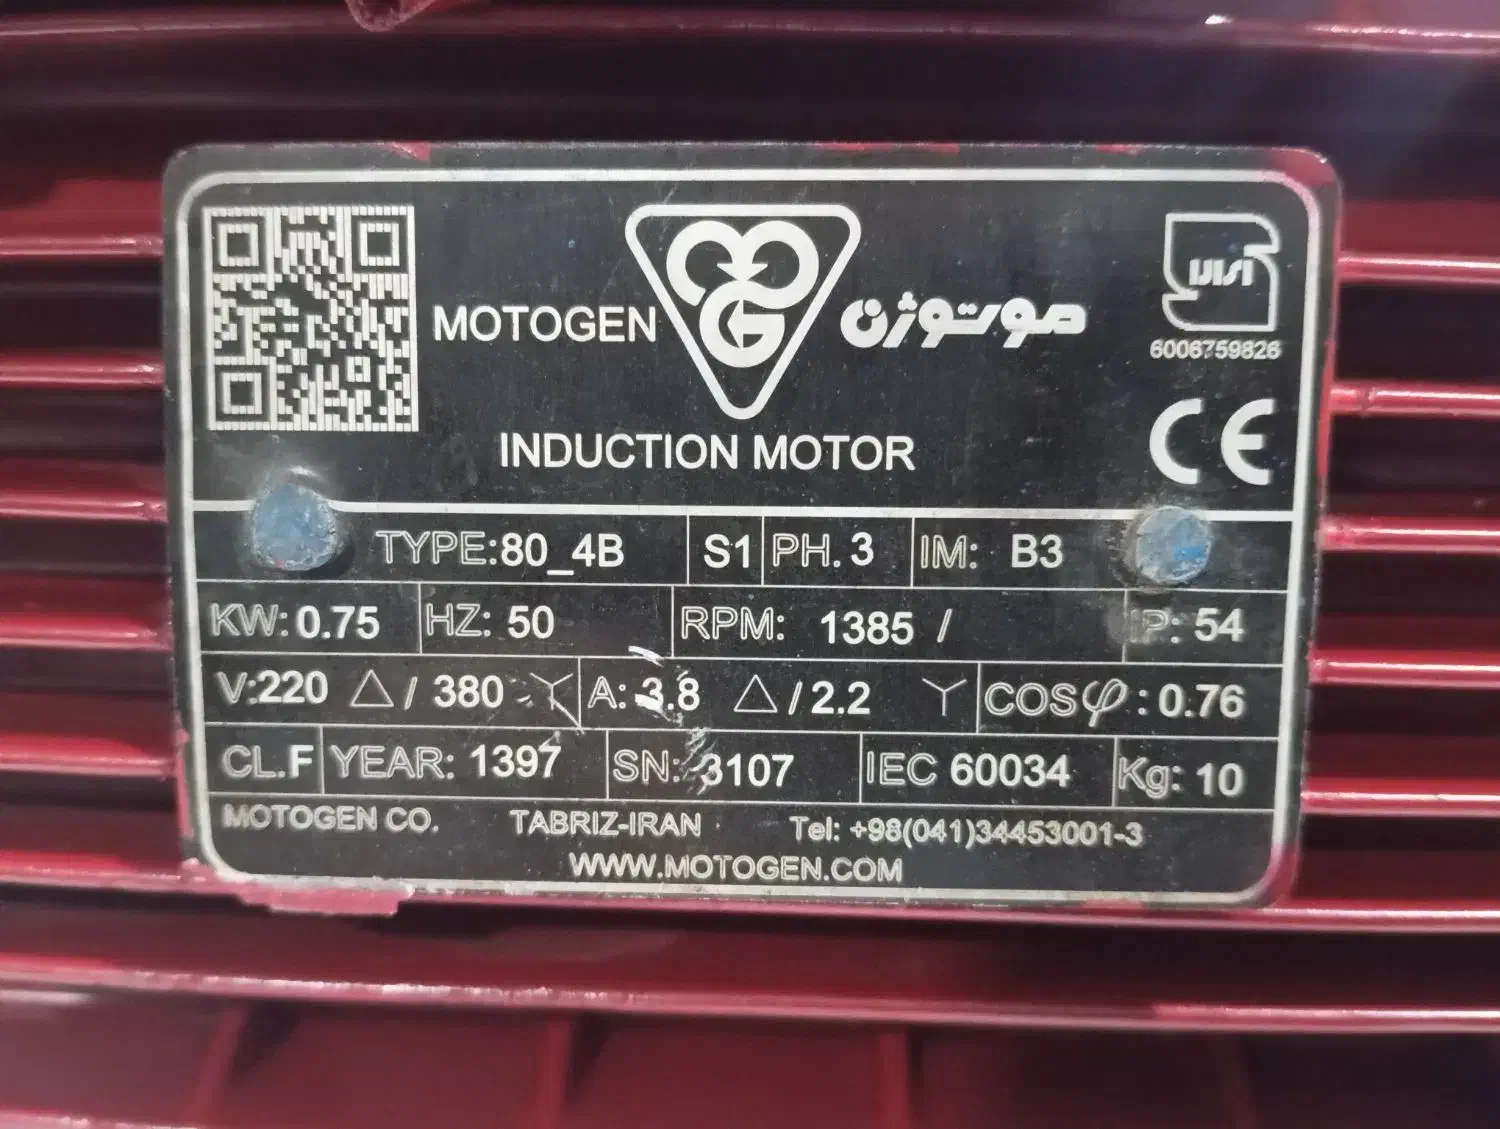 MOTOGEN موتوژن
6006759826
CE
INDUCTION MOTOR
TYPE:80_4B S1 PH. 3 IM: B3
KW: 0.75 HZ: 50 RPM: 1385 / IP: 54
V:220 △ / 380 Y A: 3.8 △ / 2.2 Y COSφ : 0.76
CL.F YEAR: 1397 SN: 3107 IEC 60034 Kg: 10
MOTOGEN CO. TABRIZ-IRAN Tel: +98(041)34453001-3
WWW.MOTOGEN.COM